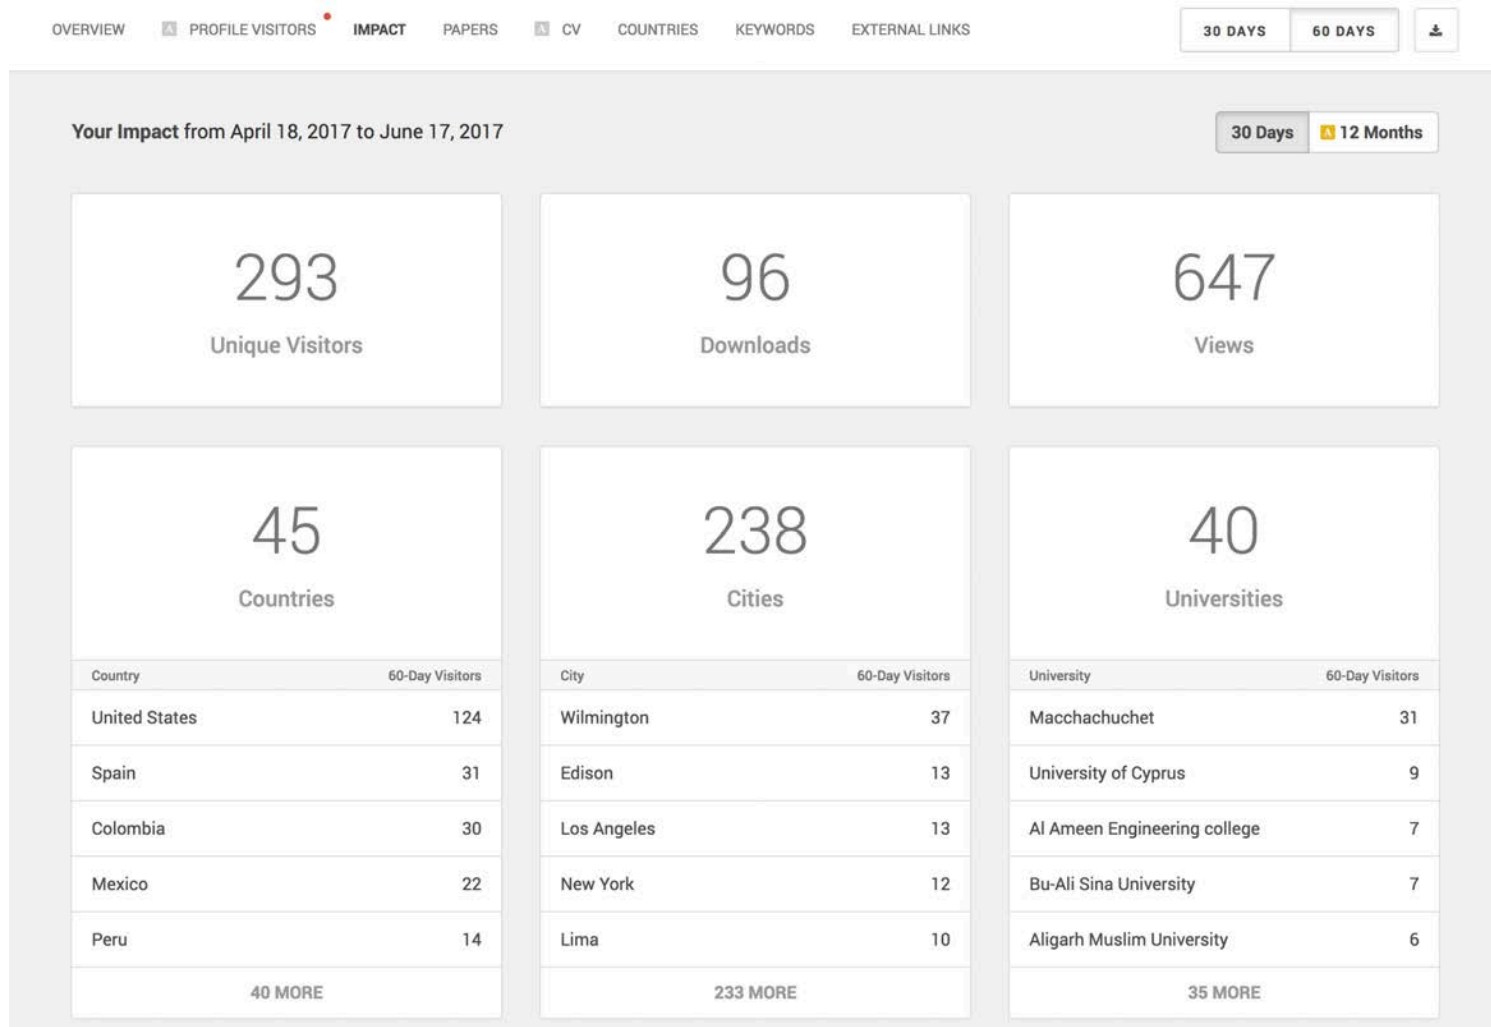 OVERVIEW PROFILE VISITORS IMPACT PAPERS CV COUNTRIES KEYWORDS EXTERNAL LINKS 30 DAYS 60 DAYS
Your Impact from April 18, 2017 to June 17, 2017 30 Days 12 Months
293 96 647
Unique Visitors Downloads Views
45 238 40
Countries Cities Universities
Country 60-Day Visitors City 60-Day Visitors University 60-Day Visitors
United States 124 Wilmington 37 Macchachuchet 31
Spain 31 Edison 13 University of Cyprus 9
Colombia 30 Los Angeles 13 Al Ameen Engineering college 7
Mexico 22 New York 12 Bu-Ali Sina University 7
Peru 14 Lima 10 Aligarh Muslim University 6
40 MORE 233 MORE 35 MORE